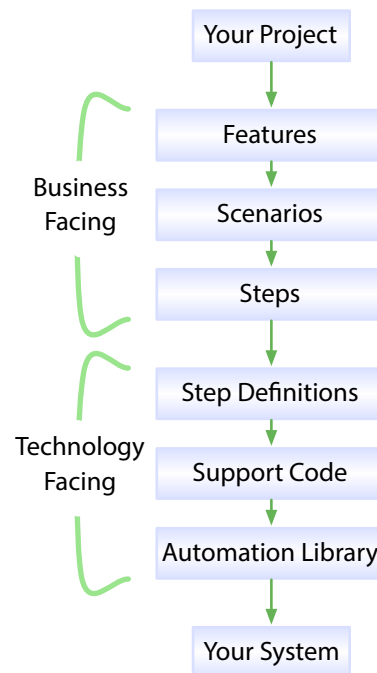 Your Project
Features
Business
Facing
Scenarios
Steps
Step Definitions
Technology
Facing
Support Code
Automation Library
Your System